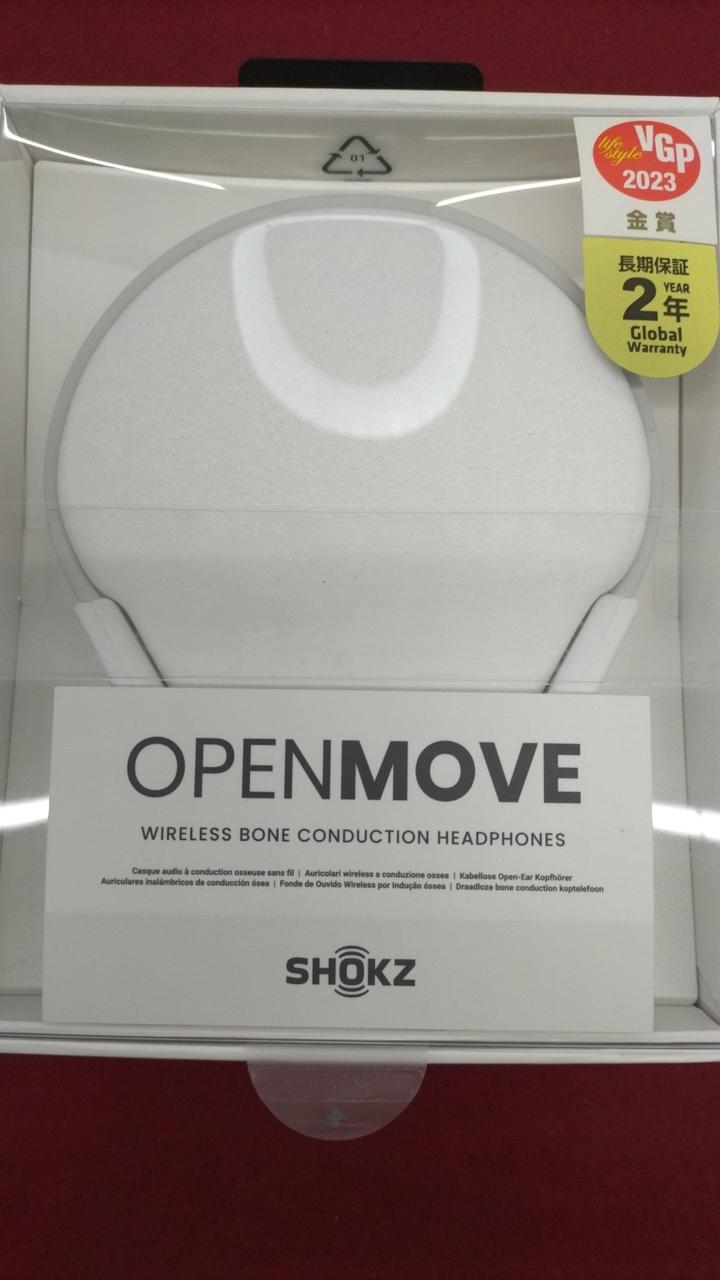 01
life style VGP
2023
金賞
長期保証
2 YEAR 年
Global
Warranty
OPENMOVE
WIRELESS BONE CONDUCTION HEADPHONES
Casque audio à conduction osseuse sans fil | Auricolari wireless a conduzione ossea | Kabellose Open-Ear Kopfhörer
Auriculares inalámbricos de conducción ósea | Fonde de Ouvido Wireless por Indução óssea | Draadloze bone conduction koptelefoon
SHOKZ